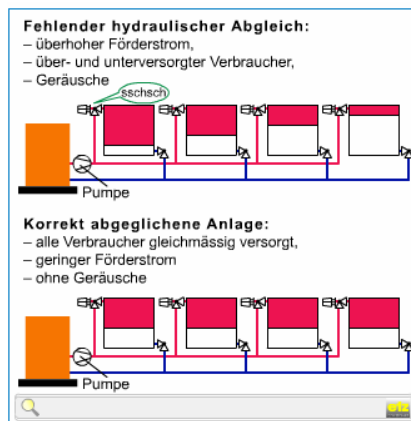 Fehlender hydraulischer Abgleich:
– überhoher Förderstrom,
– über- und unterversorgter Verbraucher,
– Geräusche
sschsch
Pumpe
Korrekt abgeglichene Anlage:
– alle Verbraucher gleichmässig versorgt,
– geringer Förderstrom
– ohne Geräusche
Pumpe